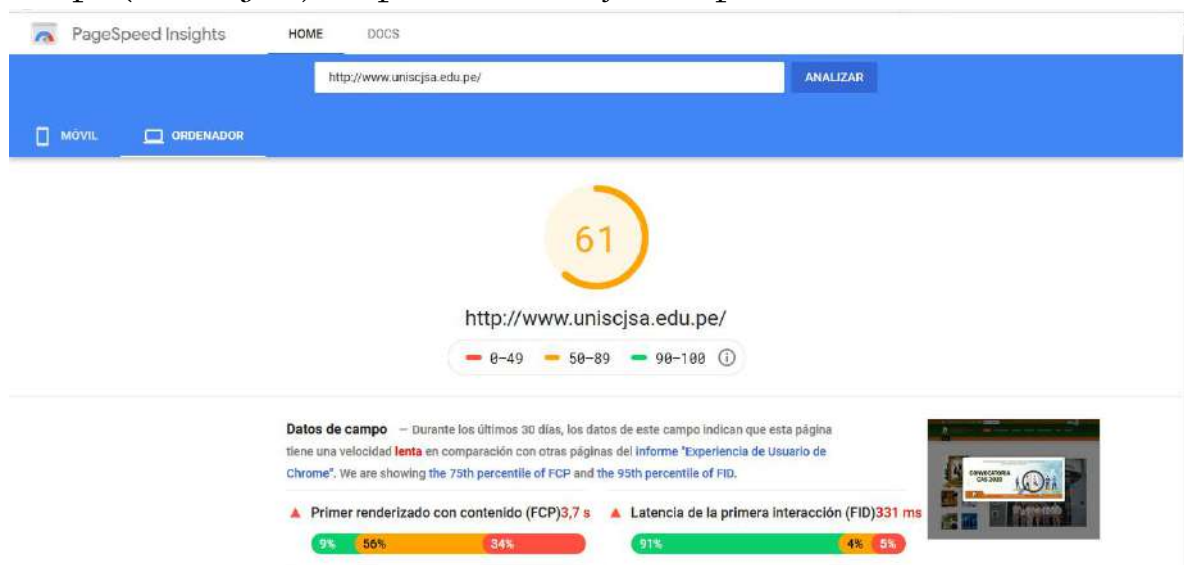 PageSpeed Insights HOME DOCS
http://www.uniscjsa.edu.pe/ ANALIZAR
MÓVIL ORDENADOR
61
http://www.uniscjsa.edu.pe/
0–49 50–89 90–100
Datos de campo — Durante los últimos 30 días, los datos de este campo indican que esta página
tiene una velocidad lenta en comparación con otras páginas del informe "Experiencia de Usuario de
Chrome". We are showing the 75th percentile of FCP and the 95th percentile of FID.
Primer renderizado con contenido (FCP)3,7 s Latencia de la primera interacción (FID)331 ms
9% 56% 34% 91% 4% 5%
CONVOCATORIA
CAS 2020